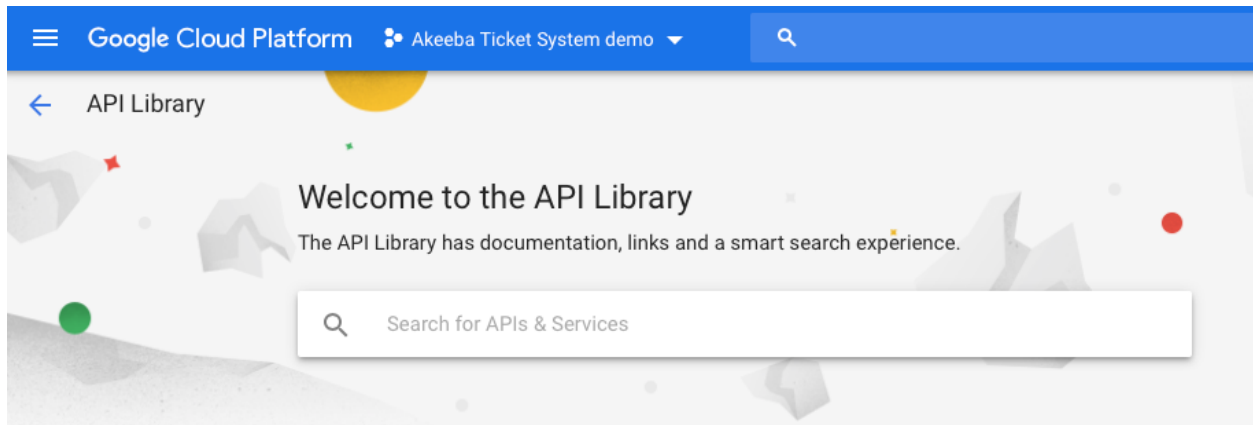 Google Cloud Platform Akeeba Ticket System demo
API Library
Welcome to the API Library
The API Library has documentation, links and a smart search experience.
Search for APIs & Services